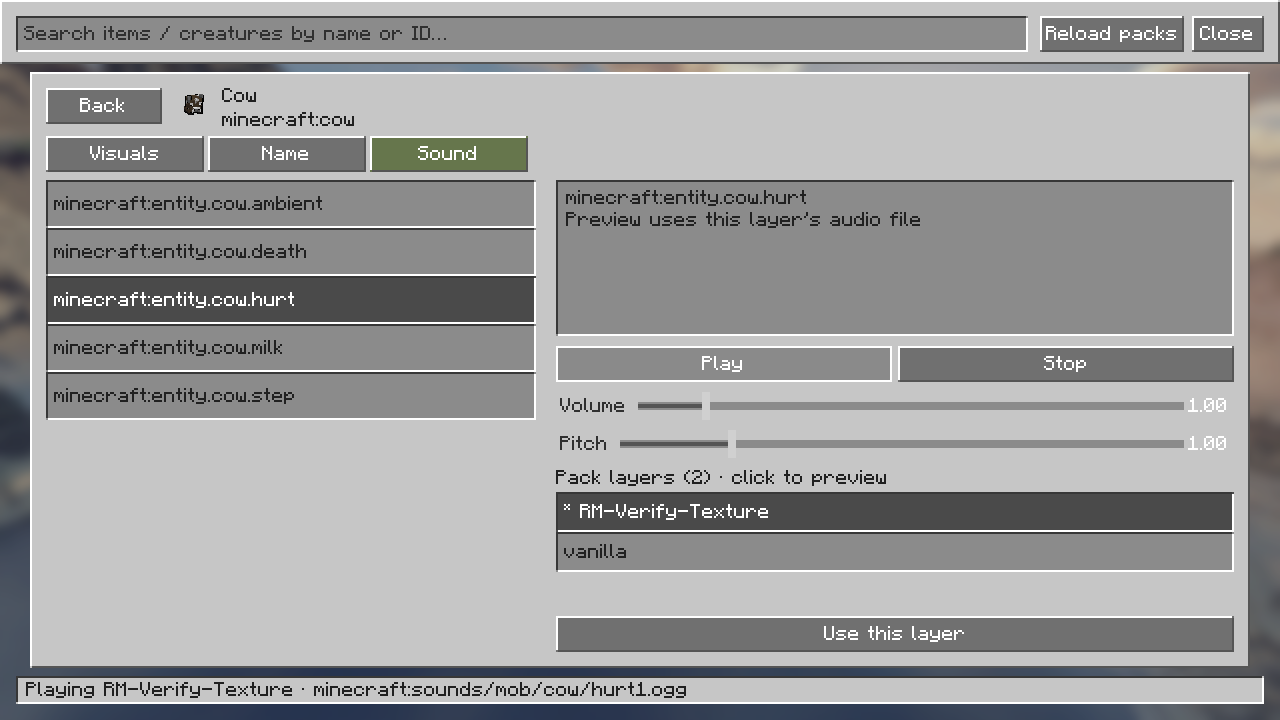 Search items / creatures by name or ID...
Reload packs
Close
Back
Cow
minecraft:cow
Visuals
Name
Sound
minecraft:entity.cow.ambient
minecraft:entity.cow.death
minecraft:entity.cow.hurt
minecraft:entity.cow.milk
minecraft:entity.cow.step
minecraft:entity.cow.hurt
Preview uses this layer's audio file
Play
Stop
Volume
1.00
Pitch
1.00
Pack layers (2) · click to preview
* RM-Verify-Texture
vanilla
Use this layer
Playing RM-Verify-Texture · minecraft:sounds/mob/cow/hurt1.ogg